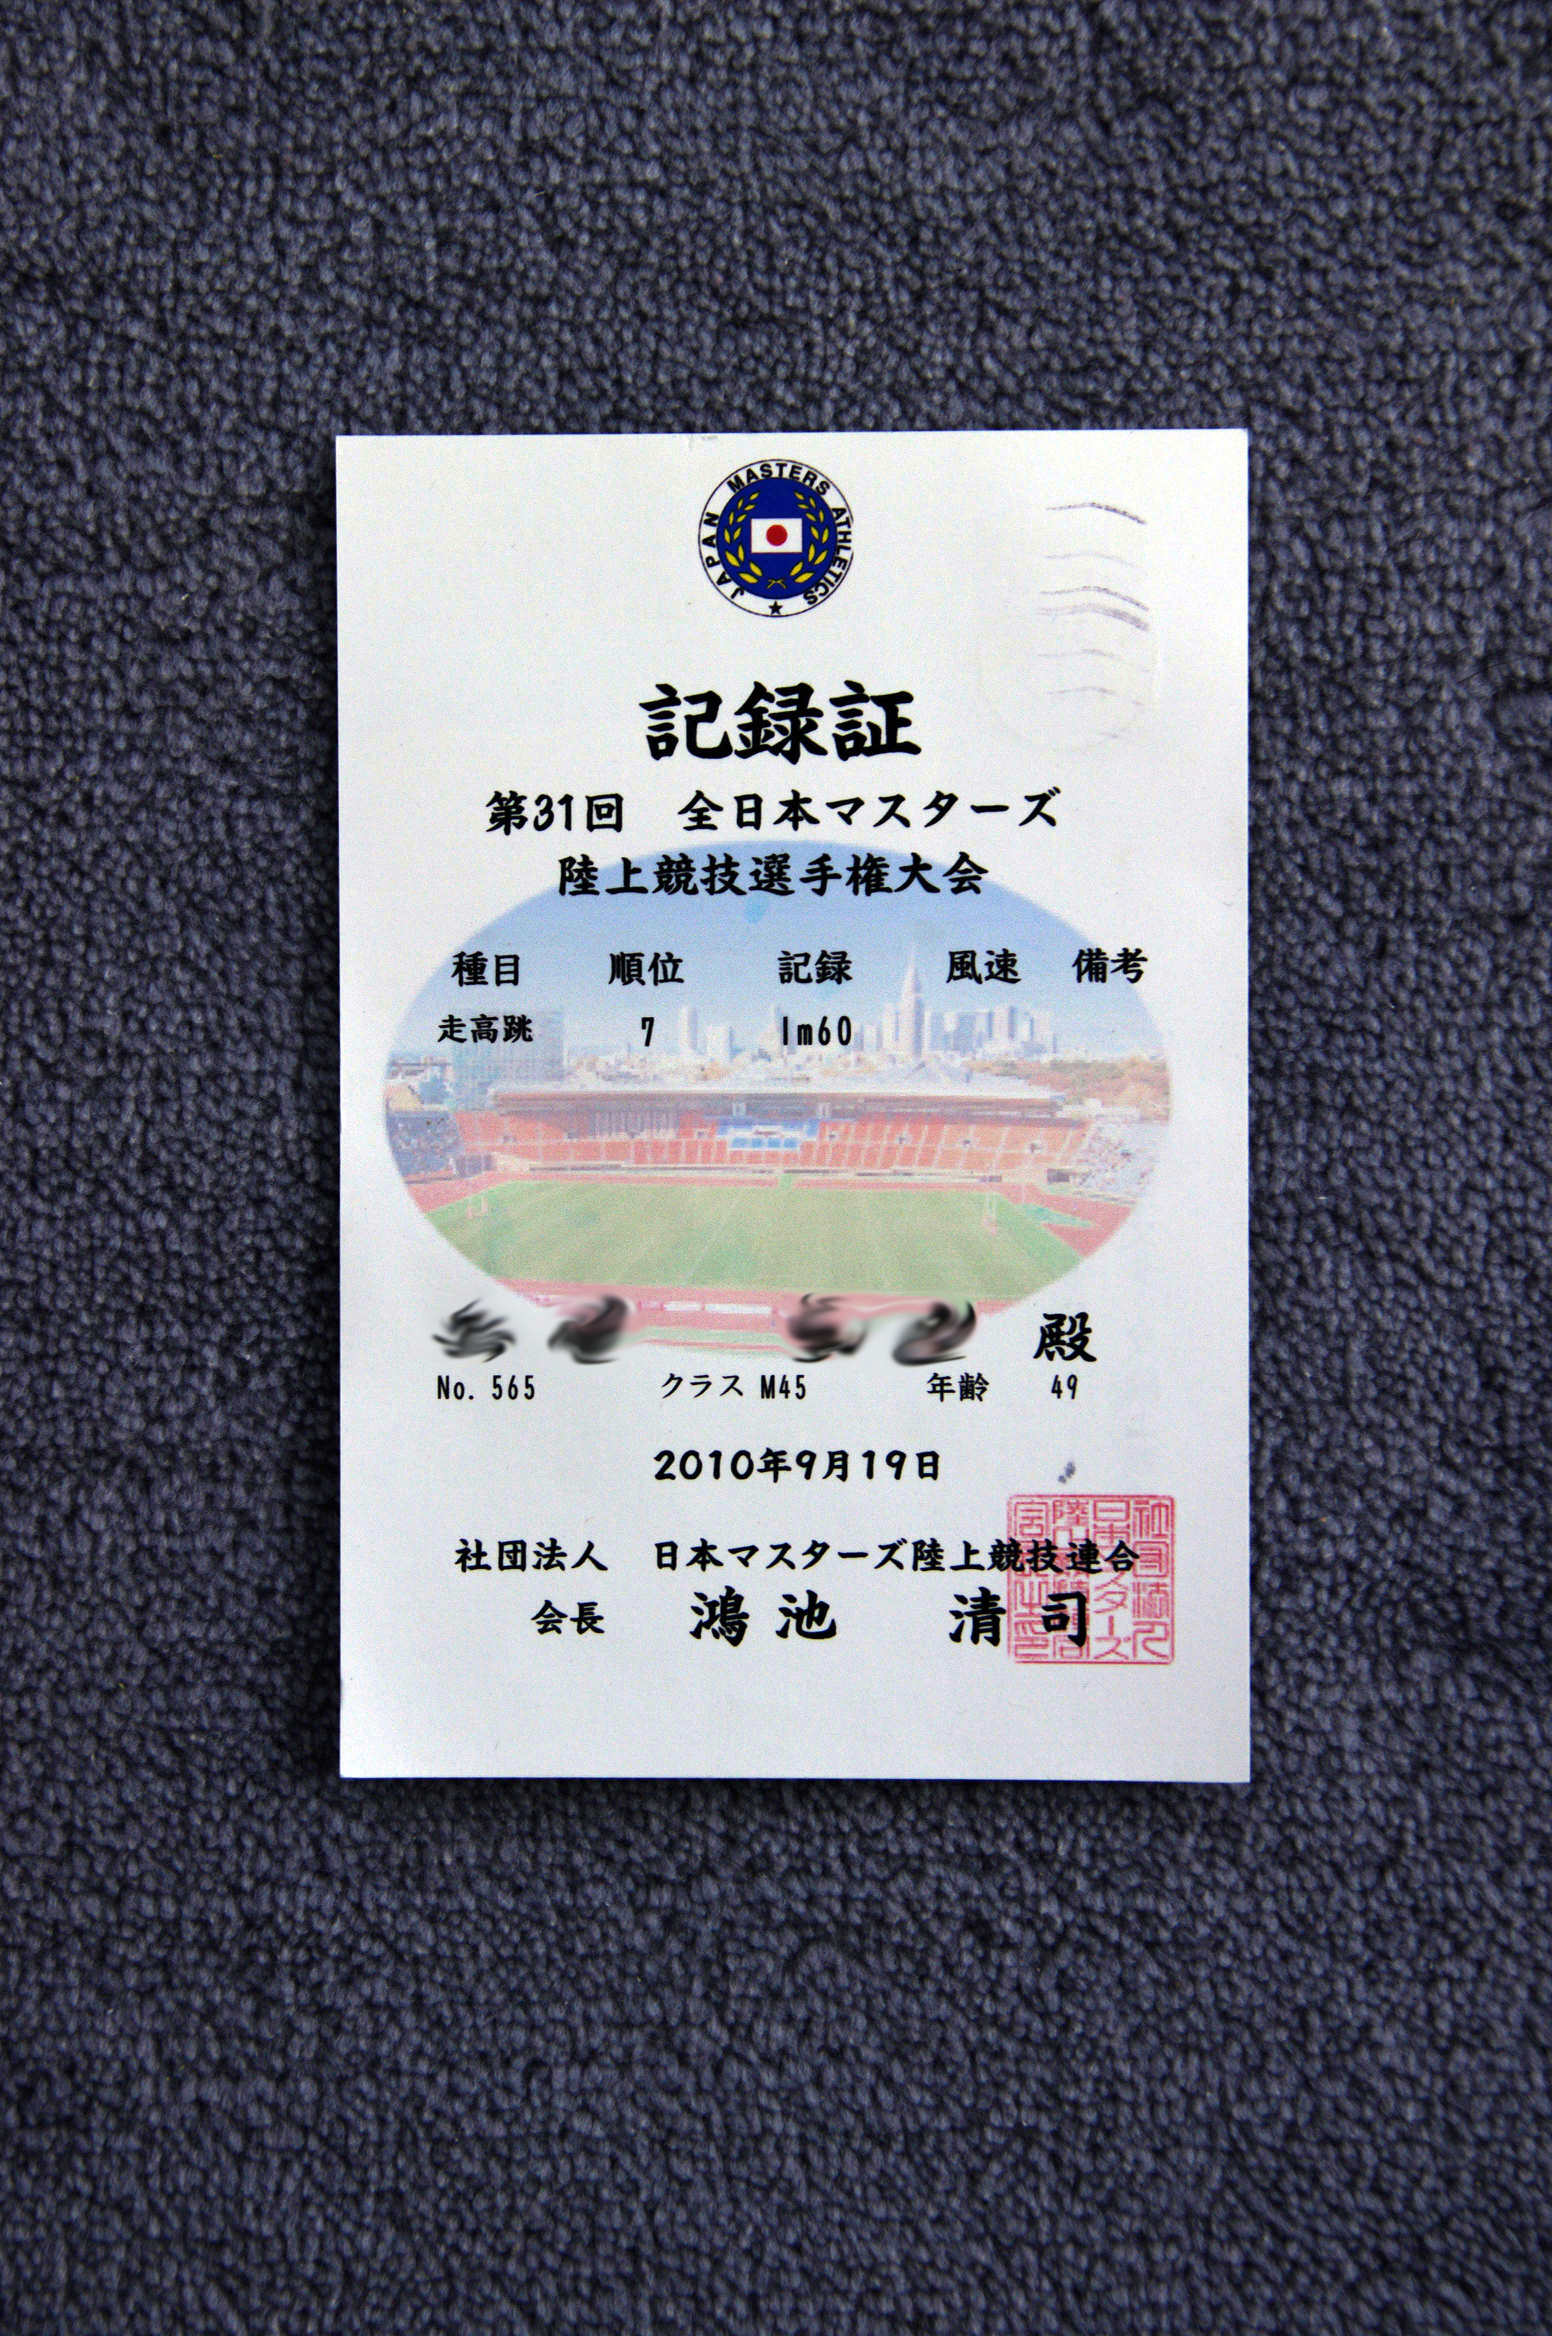 JAPAN MASTERS ATHLETICS
記録証
第31回 全日本マスターズ
陸上競技選手権大会
種目 順位 記録 風速 備考
走高跳 7 1m60
殿
No. 565 クラス M45 年齢 49
2010年9月19日
社団法人 日本マスターズ陸上競技連合
会長 鴻池 清司